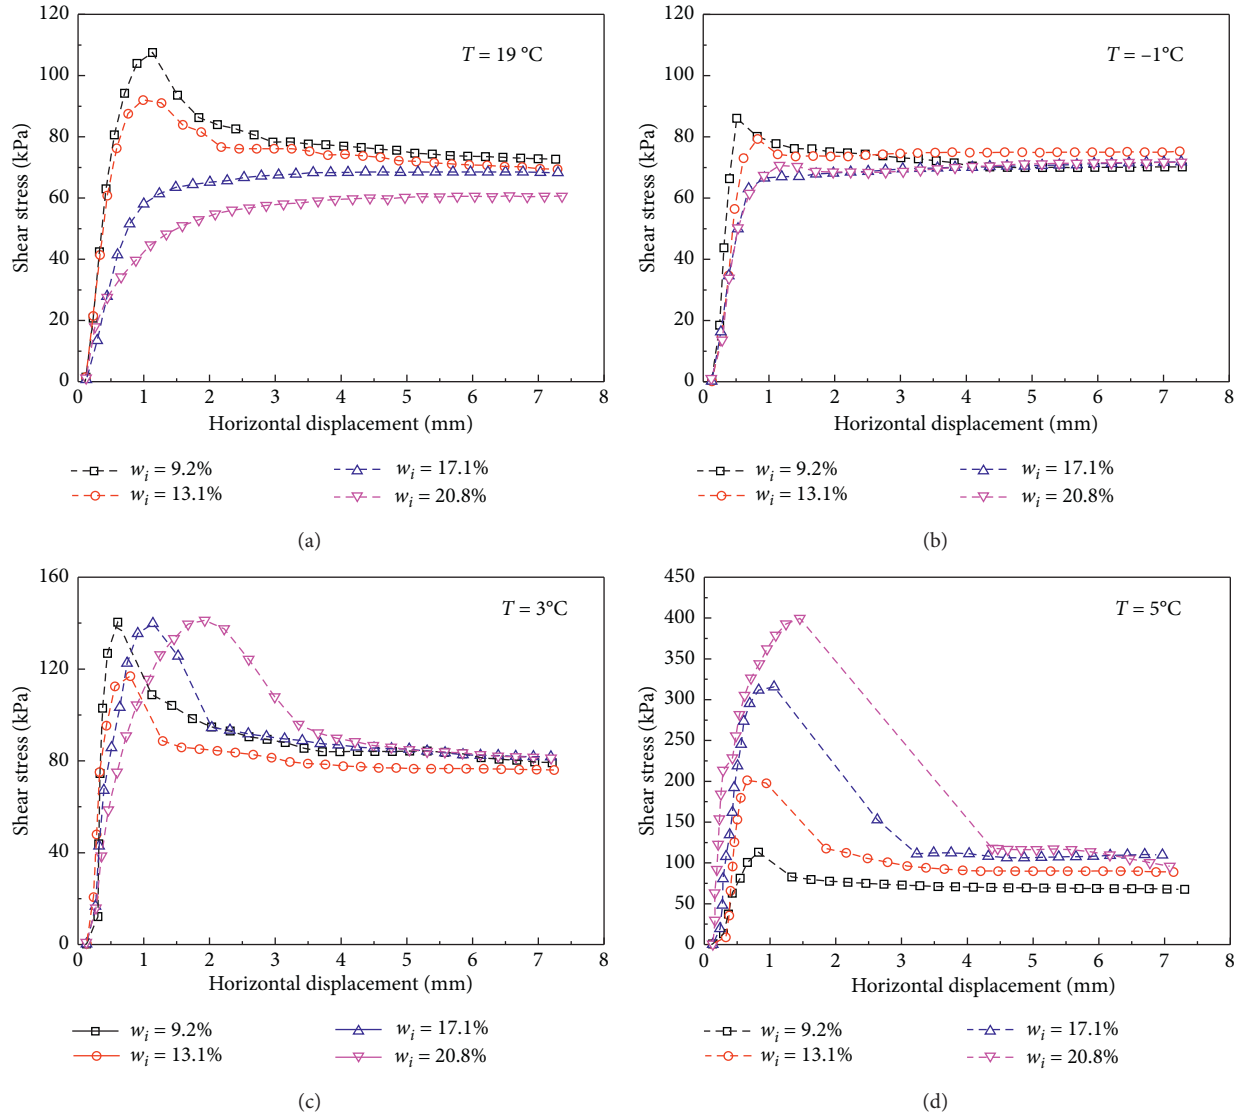 120
100
80
60
40
20
0
Shear stress (kPa)
T = 19 °C
0 1 2 3 4 5 6 7 8
Horizontal displacement (mm)
w_i = 9.2%
w_i = 17.1%
w_i = 13.1%
w_i = 20.8%
(a)
120
100
80
60
40
20
0
Shear stress (kPa)
T = –1°C
0 1 2 3 4 5 6 7 8
Horizontal displacement (mm)
w_i = 9.2%
w_i = 17.1%
w_i = 13.1%
w_i = 20.8%
(b)
160
120
80
40
0
Shear stress (kPa)
T = 3°C
0 1 2 3 4 5 6 7 8
Horizontal displacement (mm)
w_i = 9.2%
w_i = 17.1%
w_i = 13.1%
w_i = 20.8%
(c)
450
400
350
300
250
200
150
100
50
0
Shear stress (kPa)
T = 5°C
0 1 2 3 4 5 6 7 8
Horizontal displacement (mm)
w_i = 9.2%
w_i = 17.1%
w_i = 13.1%
w_i = 20.8%
(d)